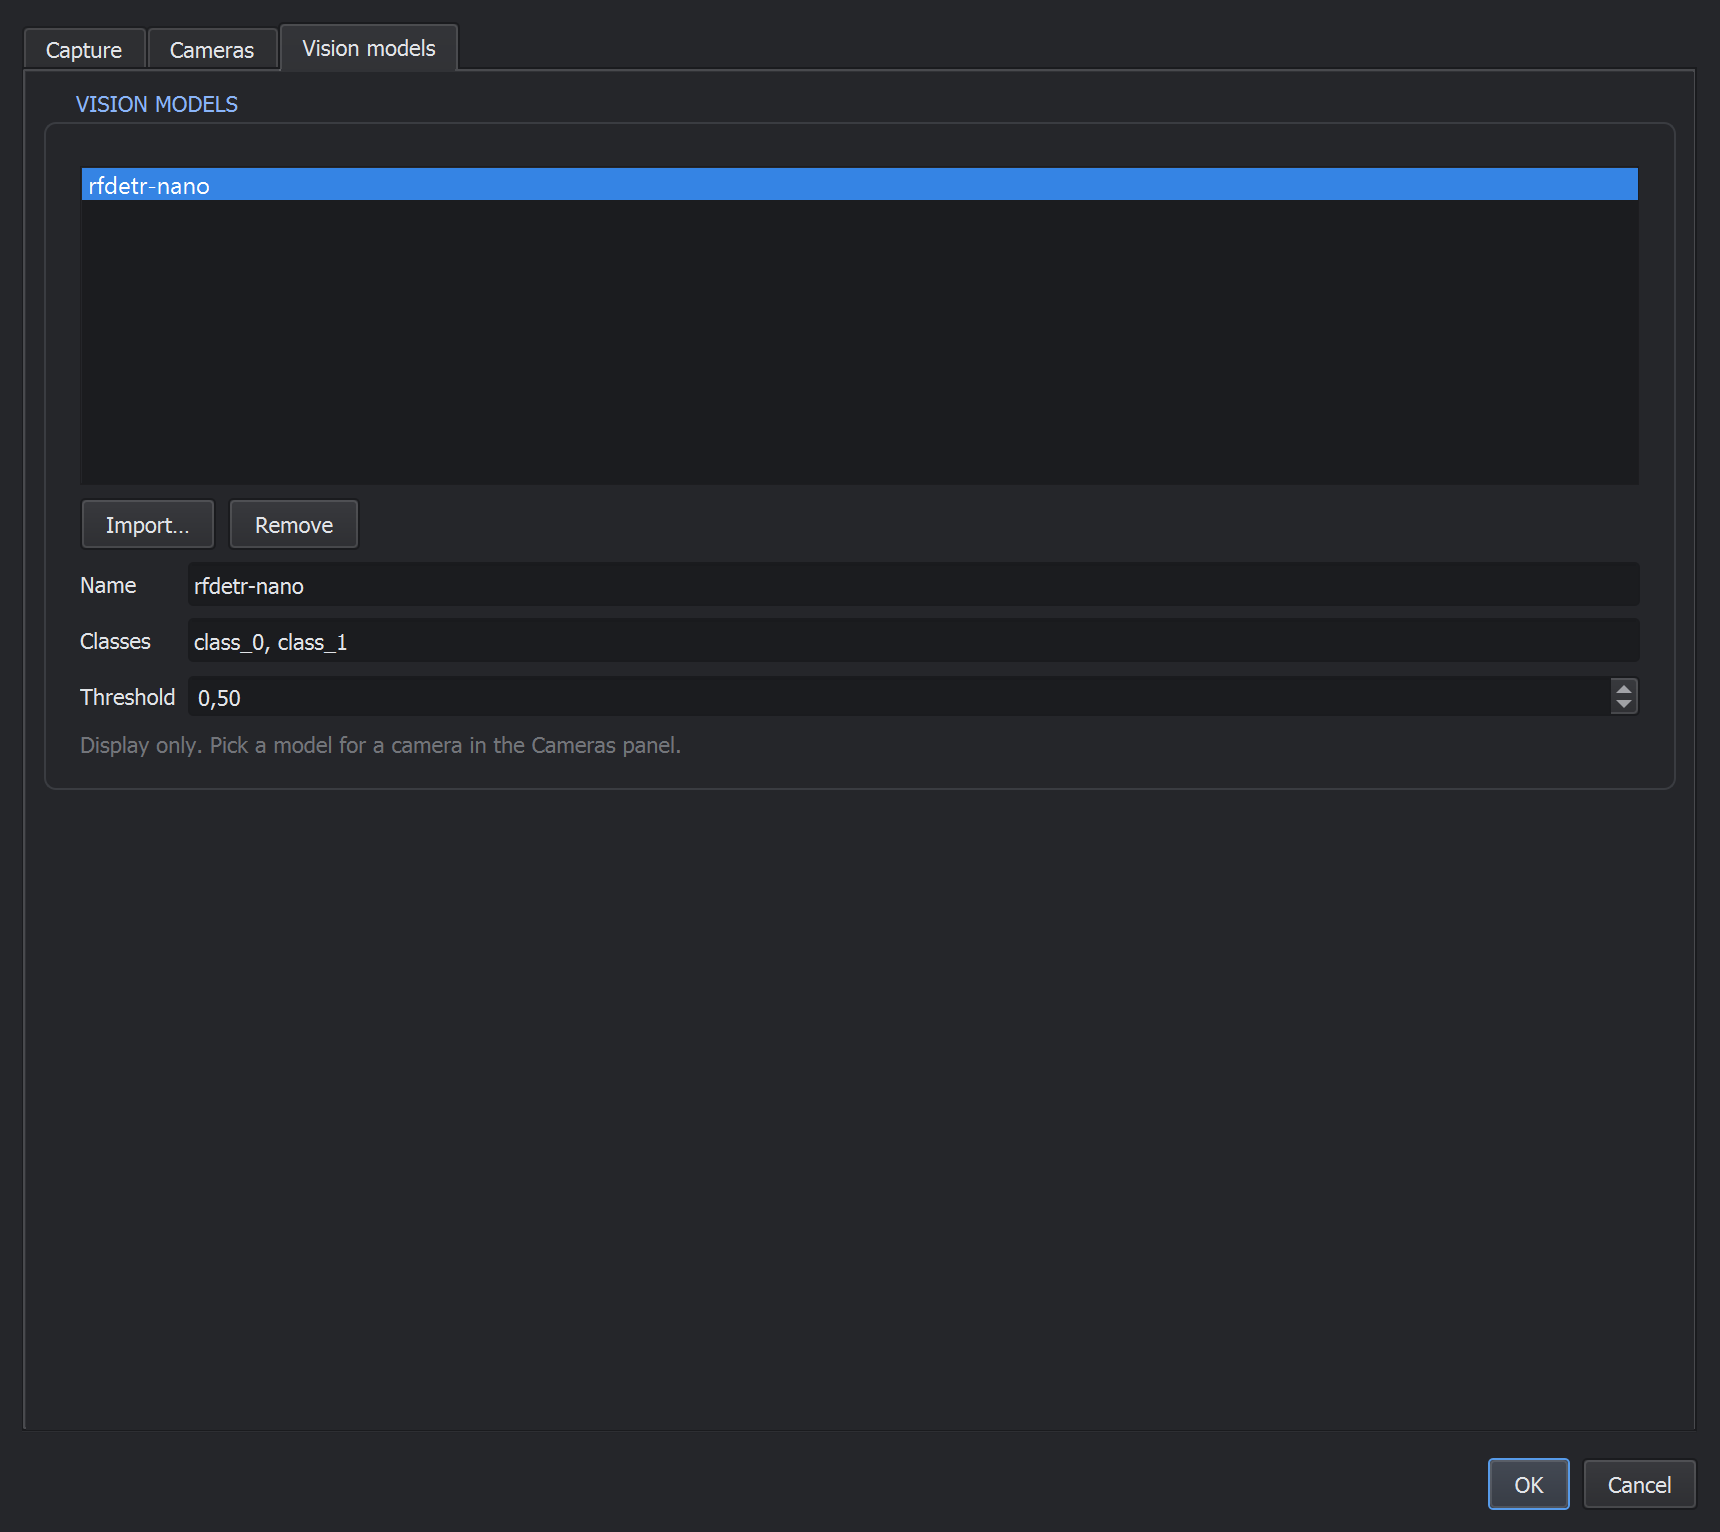 Capture Cameras Vision models
VISION MODELS
rfdetr-nano
Import... Remove
Name rfdetr-nano
Classes class_0, class_1
Threshold 0,50
Display only. Pick a model for a camera in the Cameras panel.
OK Cancel